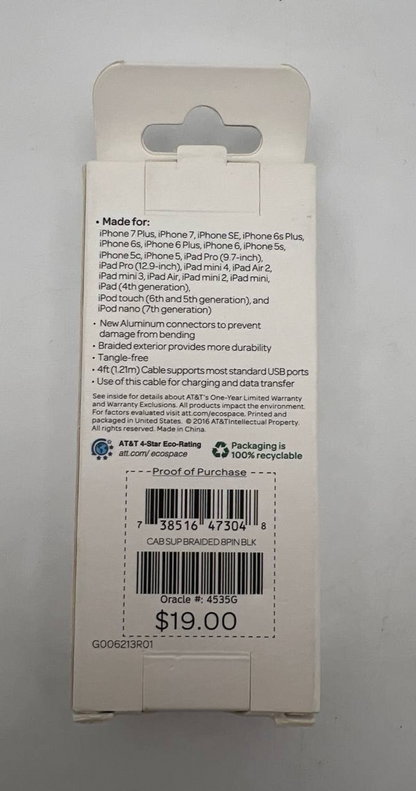 • Made for:
iPhone 7 Plus, iPhone 7, iPhone SE, iPhone 6s Plus,
iPhone 6s, iPhone 6 Plus, iPhone 6, iPhone 5s,
iPhone 5c, iPhone 5, iPad Pro (9.7-inch),
iPad Pro (12.9-inch), iPad mini 4, iPad Air 2,
iPad mini 3, iPad Air, iPad mini 2, iPad mini,
iPad (4th generation),
iPod touch (6th and 5th generation), and
iPod nano (7th generation)
• New Aluminum connectors to prevent
damage from bending
• Braided exterior provides more durability
• Tangle-free
• 4ft (1.21m) Cable supports most standard USB ports
• Use of this cable for charging and data transfer
See inside for details about AT&T's One-Year Limited Warranty
and Warranty Exclusions. All products impact the environment.
For factors evaluated visit att.com/ecospace. Printed and
packaged in United States. © 2016 AT&T Intellectual Property.
All rights reserved. Made in China.
AT&T 4-Star Eco-Rating
att.com/ecospace
Packaging is
100% recyclable
Proof of Purchase
7 38516 47304 8
CAB SUP BRAIDED 8PIN BLK
Oracle #: 4535G
$19.00
G006213R01